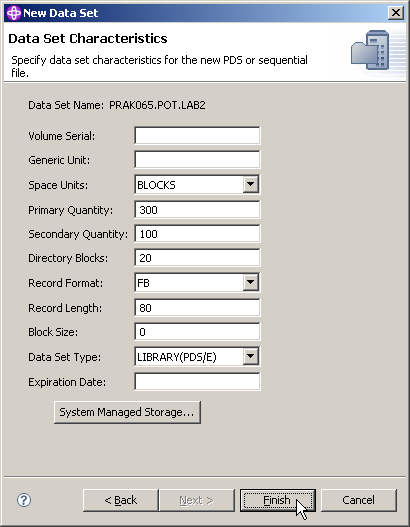 New Data Set
Data Set Characteristics
Specify data set characteristics for the new PDS or sequential
file.
Data Set Name: PRAK065.POT.LAB2
Volume Serial:
Generic Unit:
Space Units: BLOCKS
Primary Quantity: 300
Secondary Quantity: 100
Directory Blocks: 20
Record Format: FB
Record Length: 80
Block Size: 0
Data Set Type: LIBRARY(PDS/E)
Expiration Date:
System Managed Storage...
? < Back Next > Finish Cancel